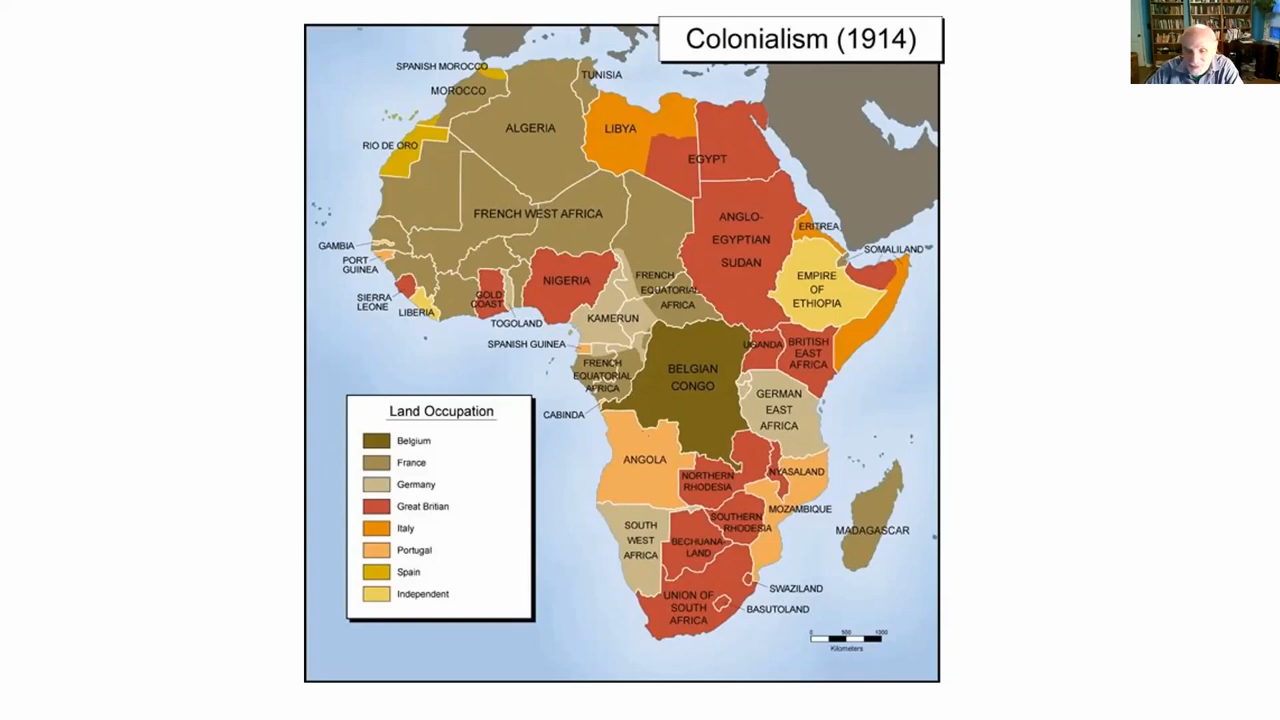 Colonialism (1914)
SPANISH MOROCCO
TUNISIA
MOROCCO
ALGERIA
LIBYA
RIO DE ORO
EGYPT
FRENCH WEST AFRICA
ANGLO-
EGYPTIAN
SUDAN
ERITREA
GAMBIA
SOMALILAND
PORT
GUINEA
NIGERIA
FRENCH
EQUATORIAL
AFRICA
EMPIRE
OF
ETHIOPIA
SIERRA
LEONE
GOLD
COAST
LIBERIA
TOGOLAND
KAMERUN
SPANISH GUINEA
UGANDA
BRITISH
EAST
AFRICA
FRENCH
EQUATORIAL
AFRICA
BELGIAN
CONGO
GERMAN
EAST
AFRICA
CABINDA
ANGOLA
NORTHERN
RHODESIA
NYASALAND
MOZAMBIQUE
SOUTHERN
RHODESIA
MADAGASCAR
SOUTH
WEST
AFRICA
BECHUANA-
LAND
SWAZILAND
UNION OF
SOUTH
AFRICA
BASUTOLAND
Land Occupation
Belgium
France
Germany
Great Britian
Italy
Portugal
Spain
Independent
0 500 1000
Kilometers